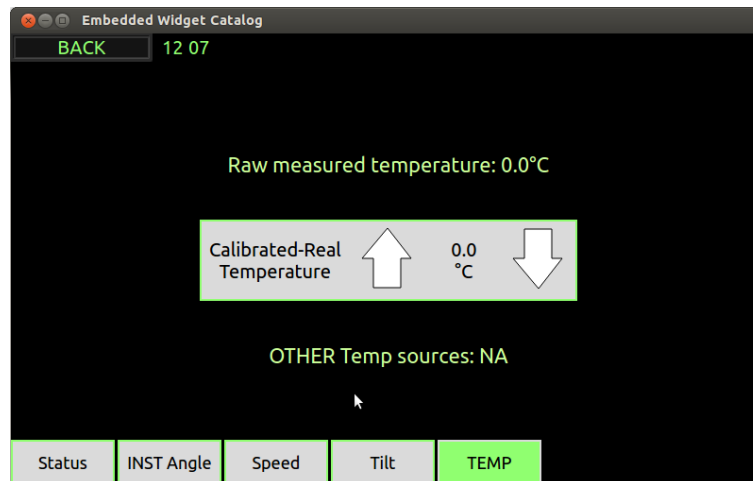 Embedded Widget Catalog
BACK 12 07
Raw measured temperature: 0.0°C
Calibrated-Real
Temperature
0.0
°C
OTHER Temp sources: NA
Status INST Angle Speed Tilt TEMP